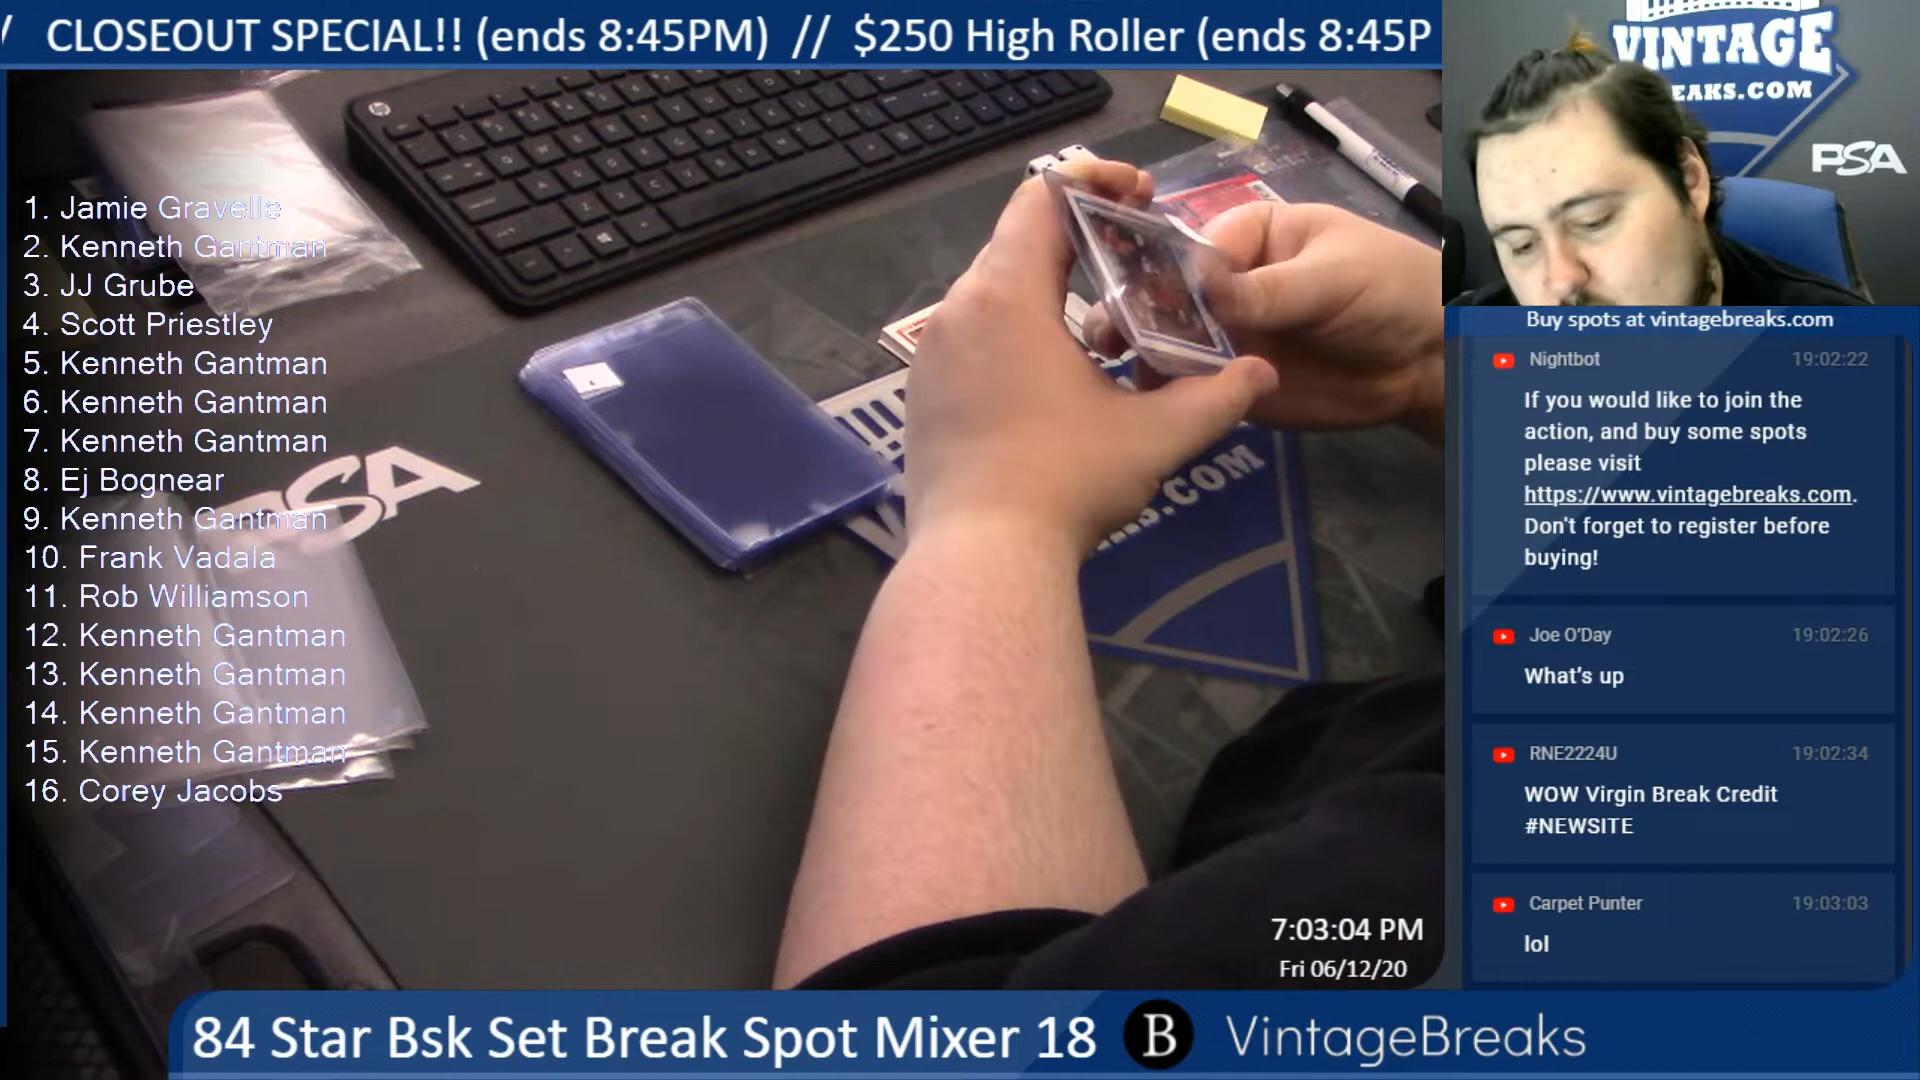 CLOSEOUT SPECIAL!! (ends 8:45PM) // $250 High Roller (ends 8:45P
VINTAGE
EAKS.COM
PSA
1. Jamie Gravelle
2. Kenneth Gantman
3. JJ Grube
4. Scott Priestley
5. Kenneth Gantman
6. Kenneth Gantman
7. Kenneth Gantman
8. Ej Bognear
9. Kenneth Gantman
10. Frank Vadala
11. Rob Williamson
12. Kenneth Gantman
13. Kenneth Gantman
14. Kenneth Gantman
15. Kenneth Gantman
16. Corey Jacobs
PSA
Buy spots at vintagebreaks.com
Nightbot 19:02:22
If you would like to join the
action, and buy some spots
please visit
https://www.vintagebreaks.com.
Don't forget to register before
buying!
Joe O'Day 19:02:26
What's up
RNE2224U 19:02:34
WOW Virgin Break Credit
#NEWSITE
Carpet Punter 19:03:03
lol
7:03:04 PM
Fri 06/12/20
84 Star Bsk Set Break Spot Mixer 18
B VintageBreaks